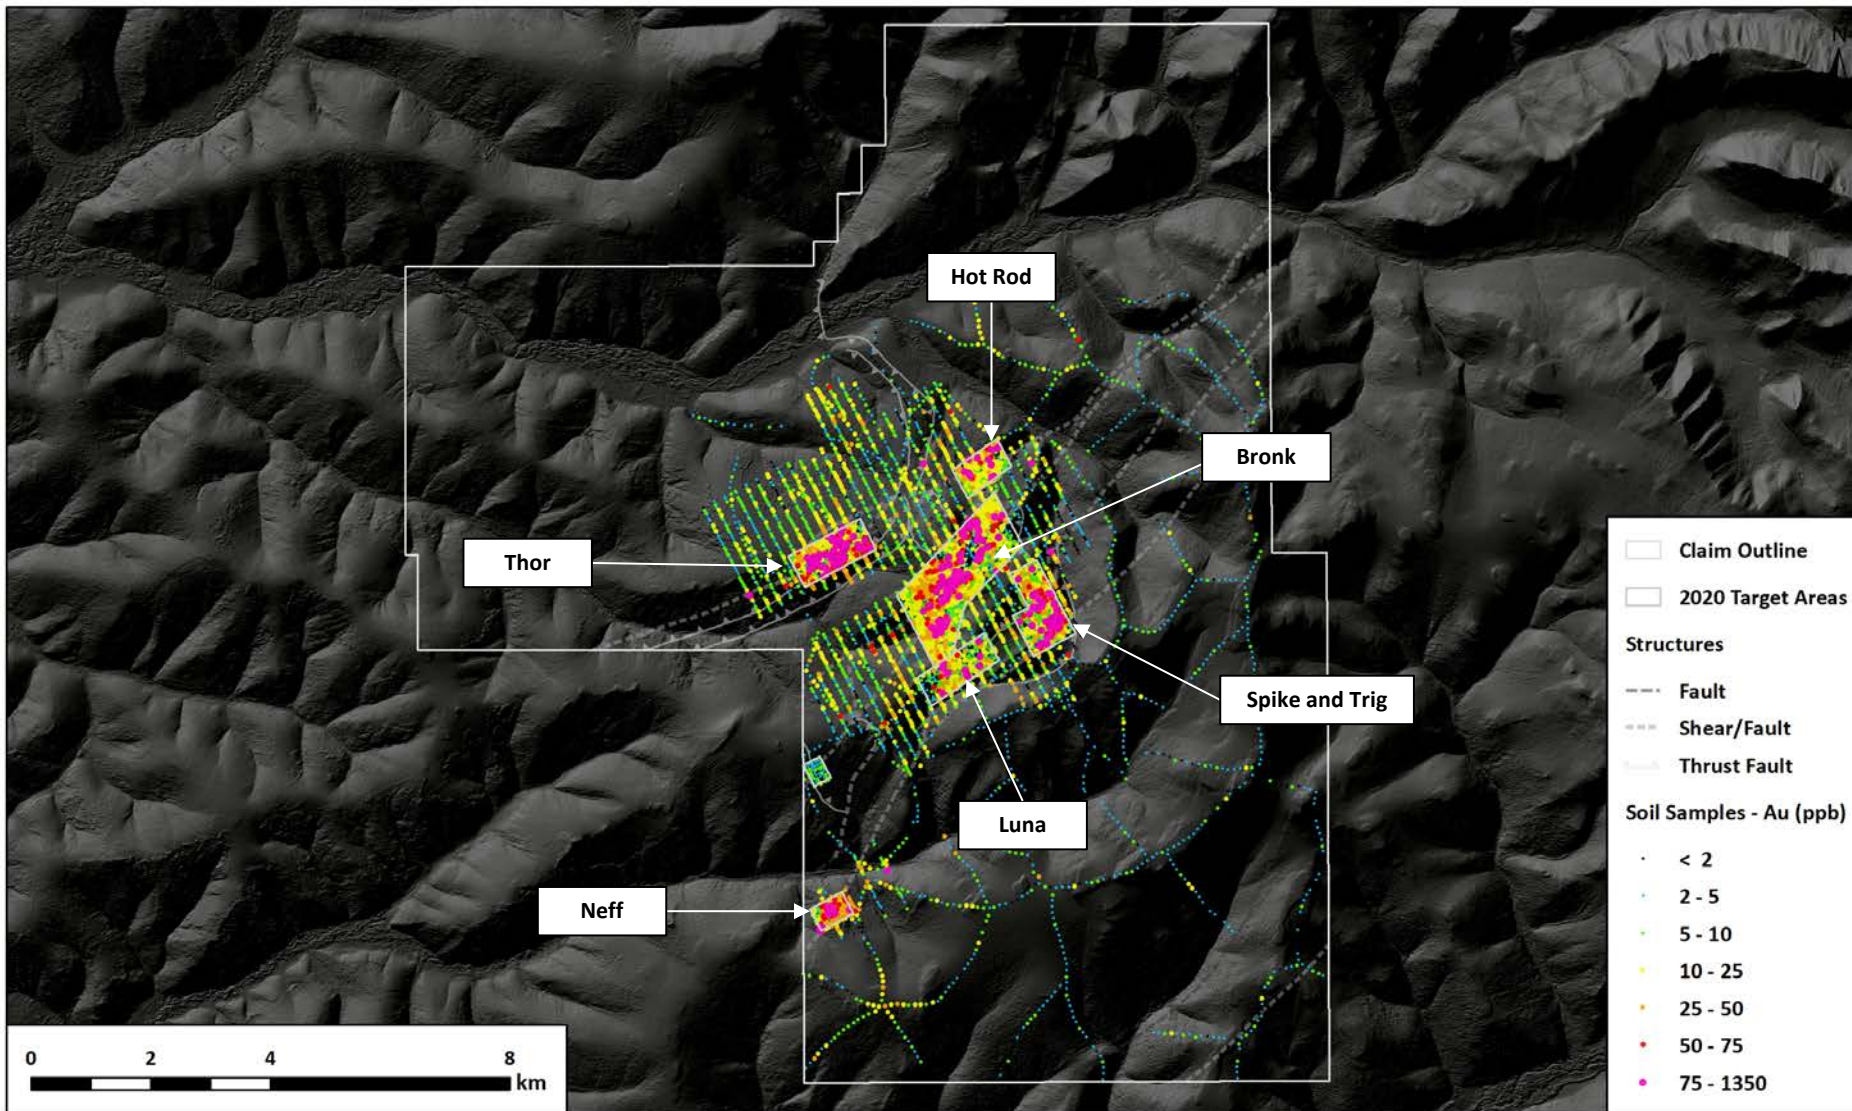 N
Hot Rod
Bronk
Thor
Spike and Trig
Luna
Neff
Claim Outline
2020 Target Areas
Structures
Fault
Shear/Fault
Thrust Fault
Soil Samples - Au (ppb)
< 2
2 - 5
5 - 10
10 - 25
25 - 50
50 - 75
75 - 1350
0 2 4 8
km